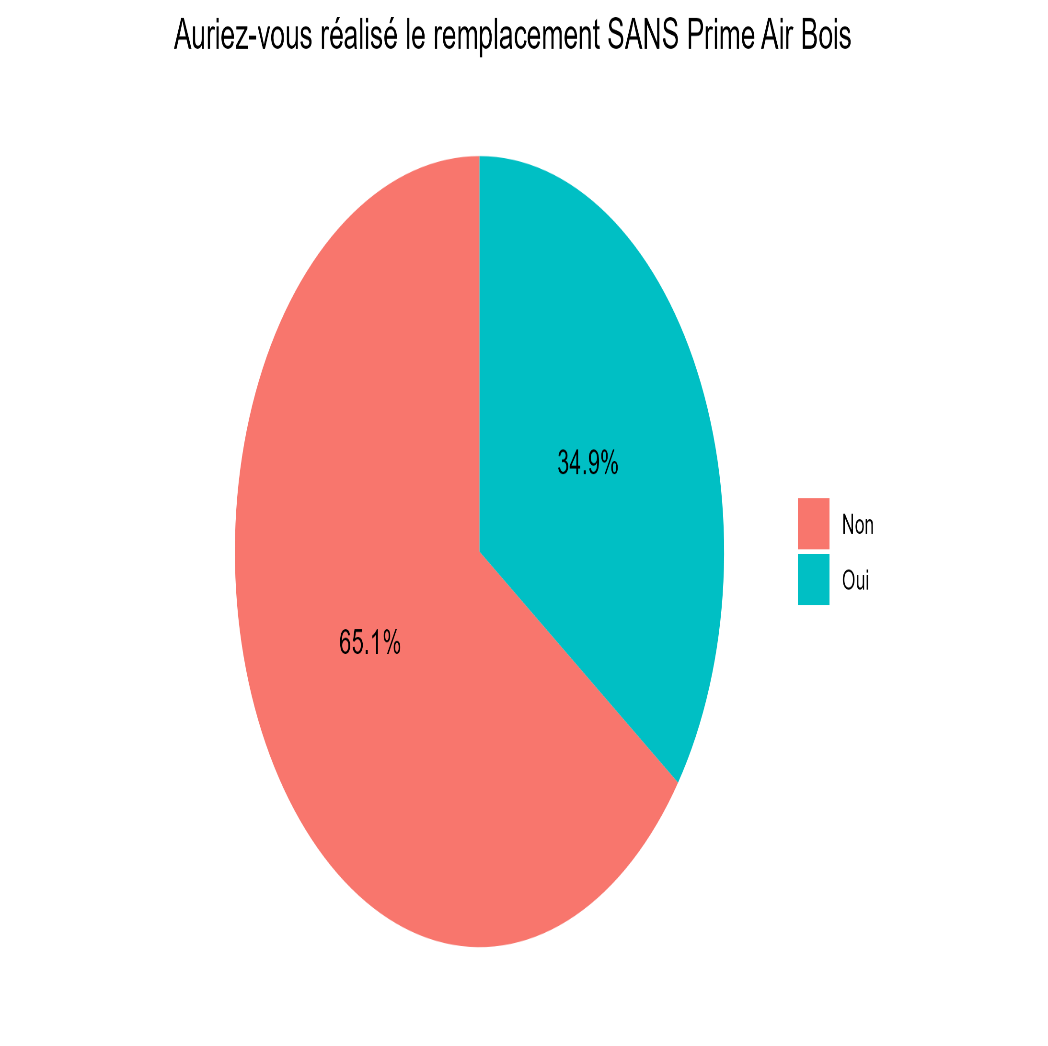 Auriez-vous réalisé le remplacement SANS Prime Air Bois
34.9%
Non
Oui
65.1%